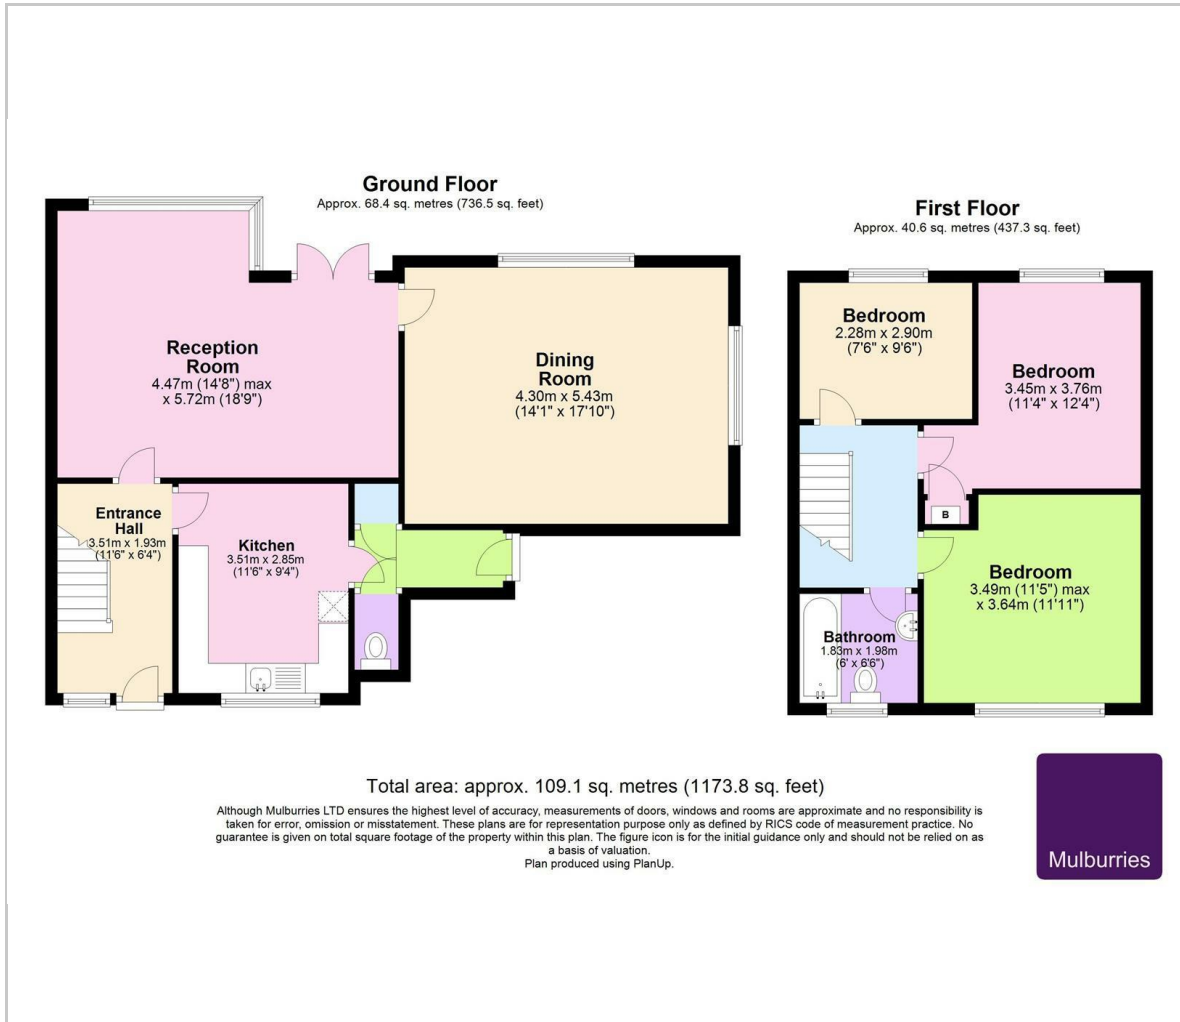 Ground Floor
Approx. 68.4 sq. metres (736.5 sq. feet)
Reception
Room
4.47m (14'8") max
x 5.72m (18'9")
Dining
Room
4.30m x 5.43m
(14'1" x 17'10")
Entrance
Hall
3.51m x 1.93m
(11'6" x 6'4")
Kitchen
3.51m x 2.85m
(11'6" x 9'4")
First Floor
Approx. 40.6 sq. metres (437.3 sq. feet)
Bedroom
2.28m x 2.90m
(7'6" x 9'6")
Bedroom
3.45m x 3.76m
(11'4" x 12'4")
B
Bedroom
3.49m (11'5") max
x 3.64m (11'11")
Bathroom
1.83m x 1.98m
(6' x 6'6")
Total area: approx. 109.1 sq. metres (1173.8 sq. feet)
Although Mulburries LTD ensures the highest level of accuracy, measurements of doors, windows and rooms are approximate and no responsibility is
taken for error, omission or misstatement. These plans are for representation purpose only as defined by RICS code of measurement practice. No
guarantee is given on total square footage of the property within this plan. The figure icon is for the initial guidance only and should not be relied on as
a basis of valuation.
Plan produced using PlanUp.
Mulburries